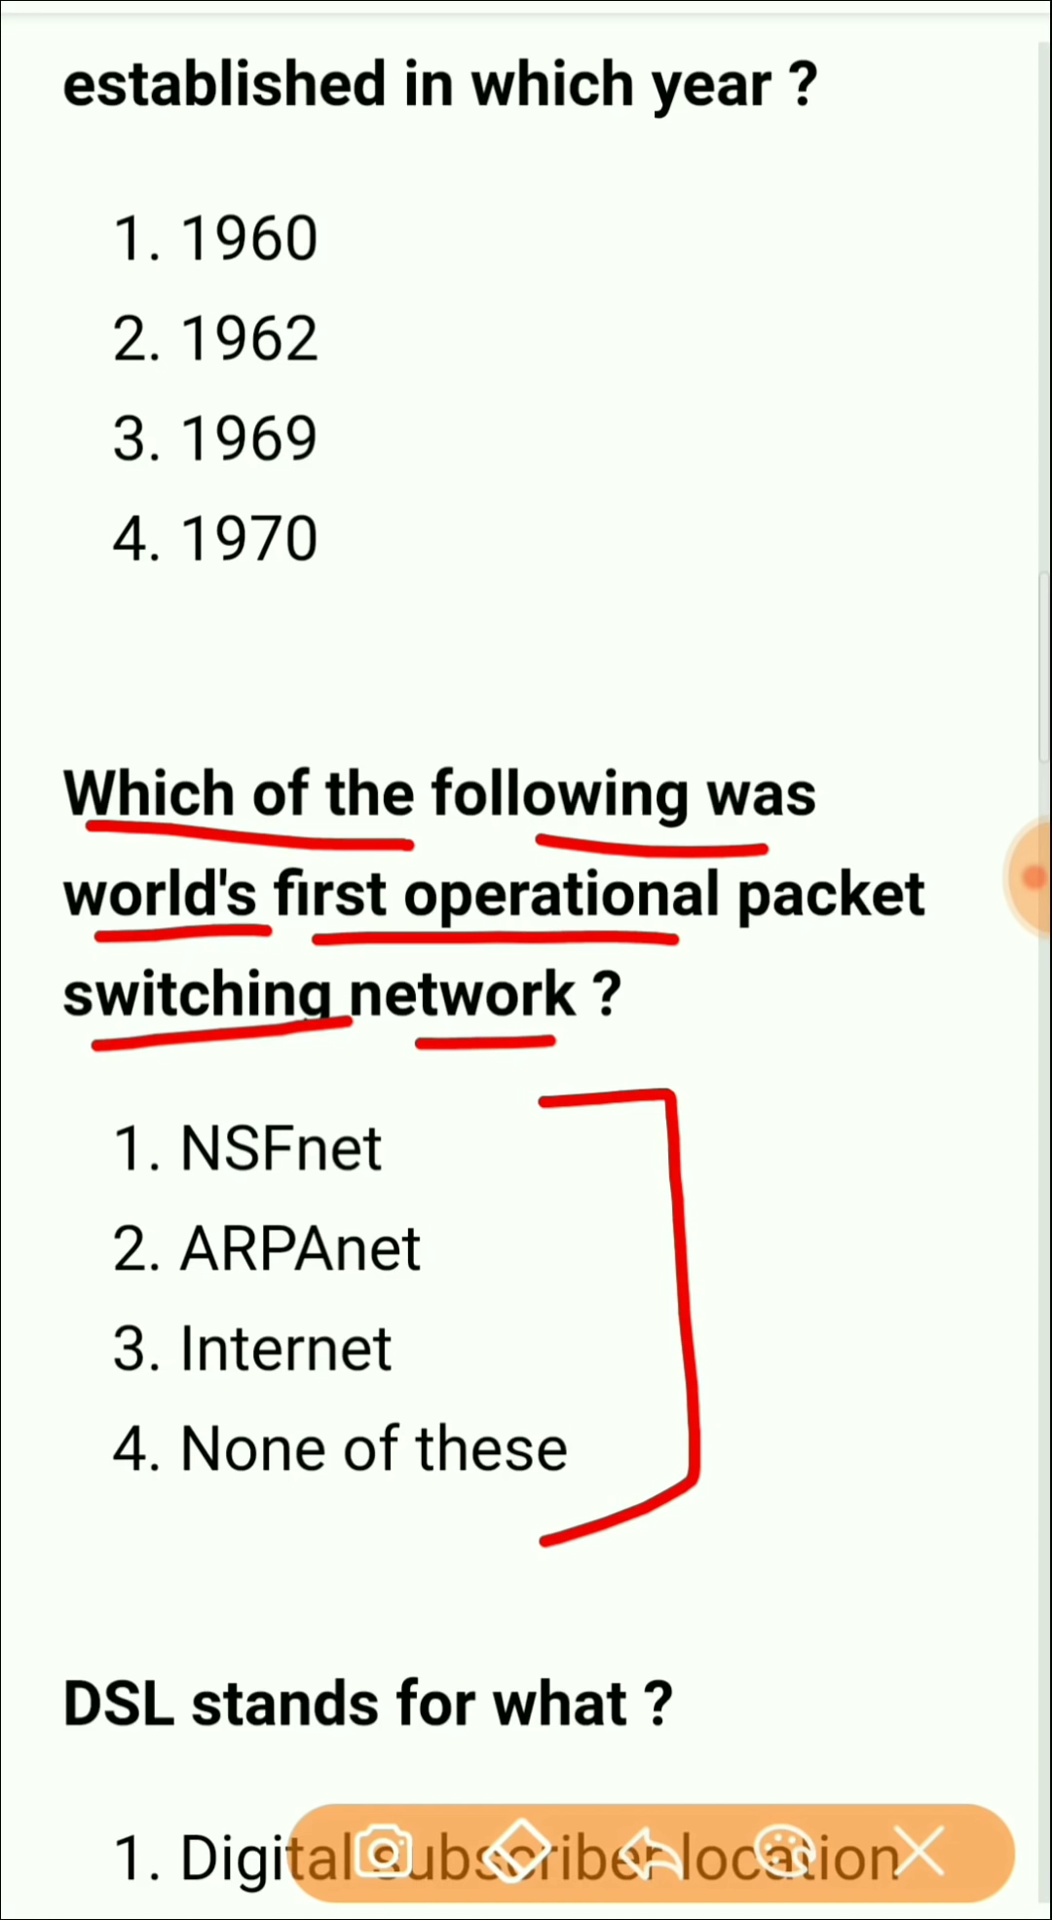 established in which year ?
1. 1960
2. 1962
3. 1969
4. 1970
Which of the following was
world's first operational packet
switching network ?
1. NSFnet
2. ARPAnet
3. Internet
4. None of these
DSL stands for what ?
1. Digital subscriber location